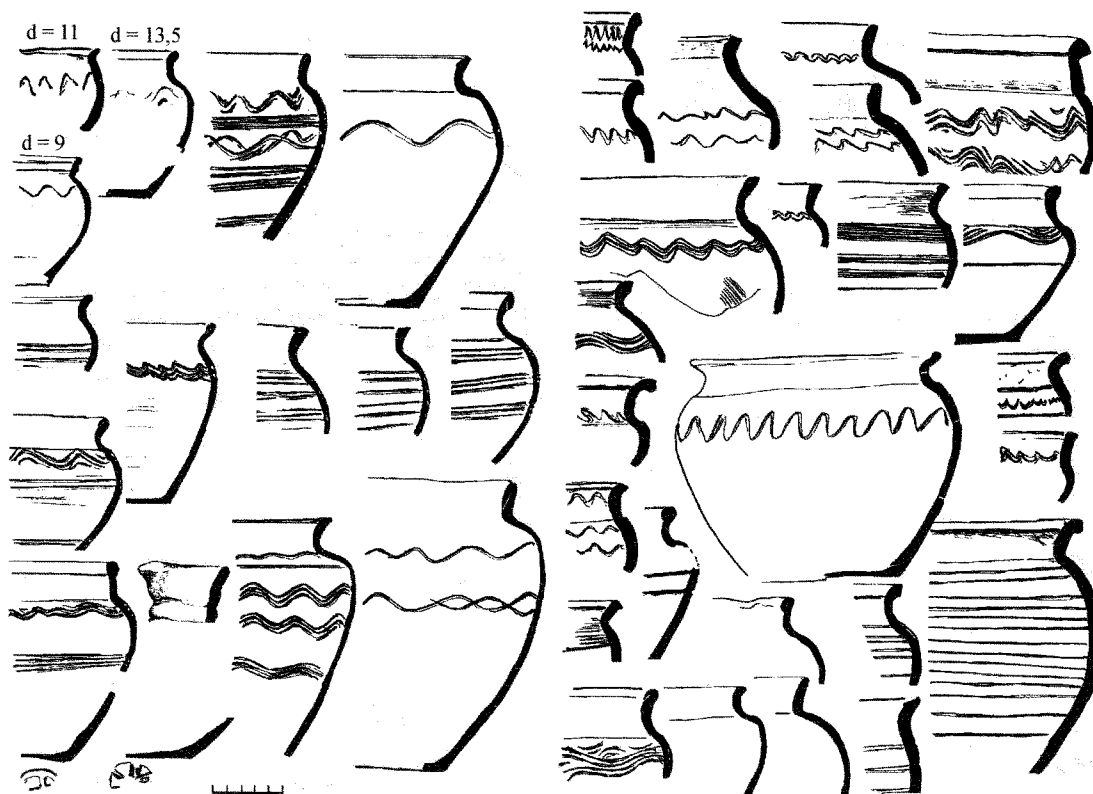 d = 11
d = 13,5
d = 9